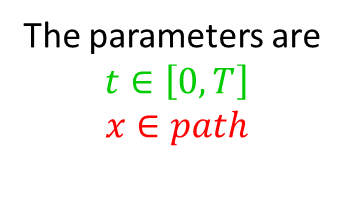 The parameters are
t ∈ [0, T]
x ∈ path